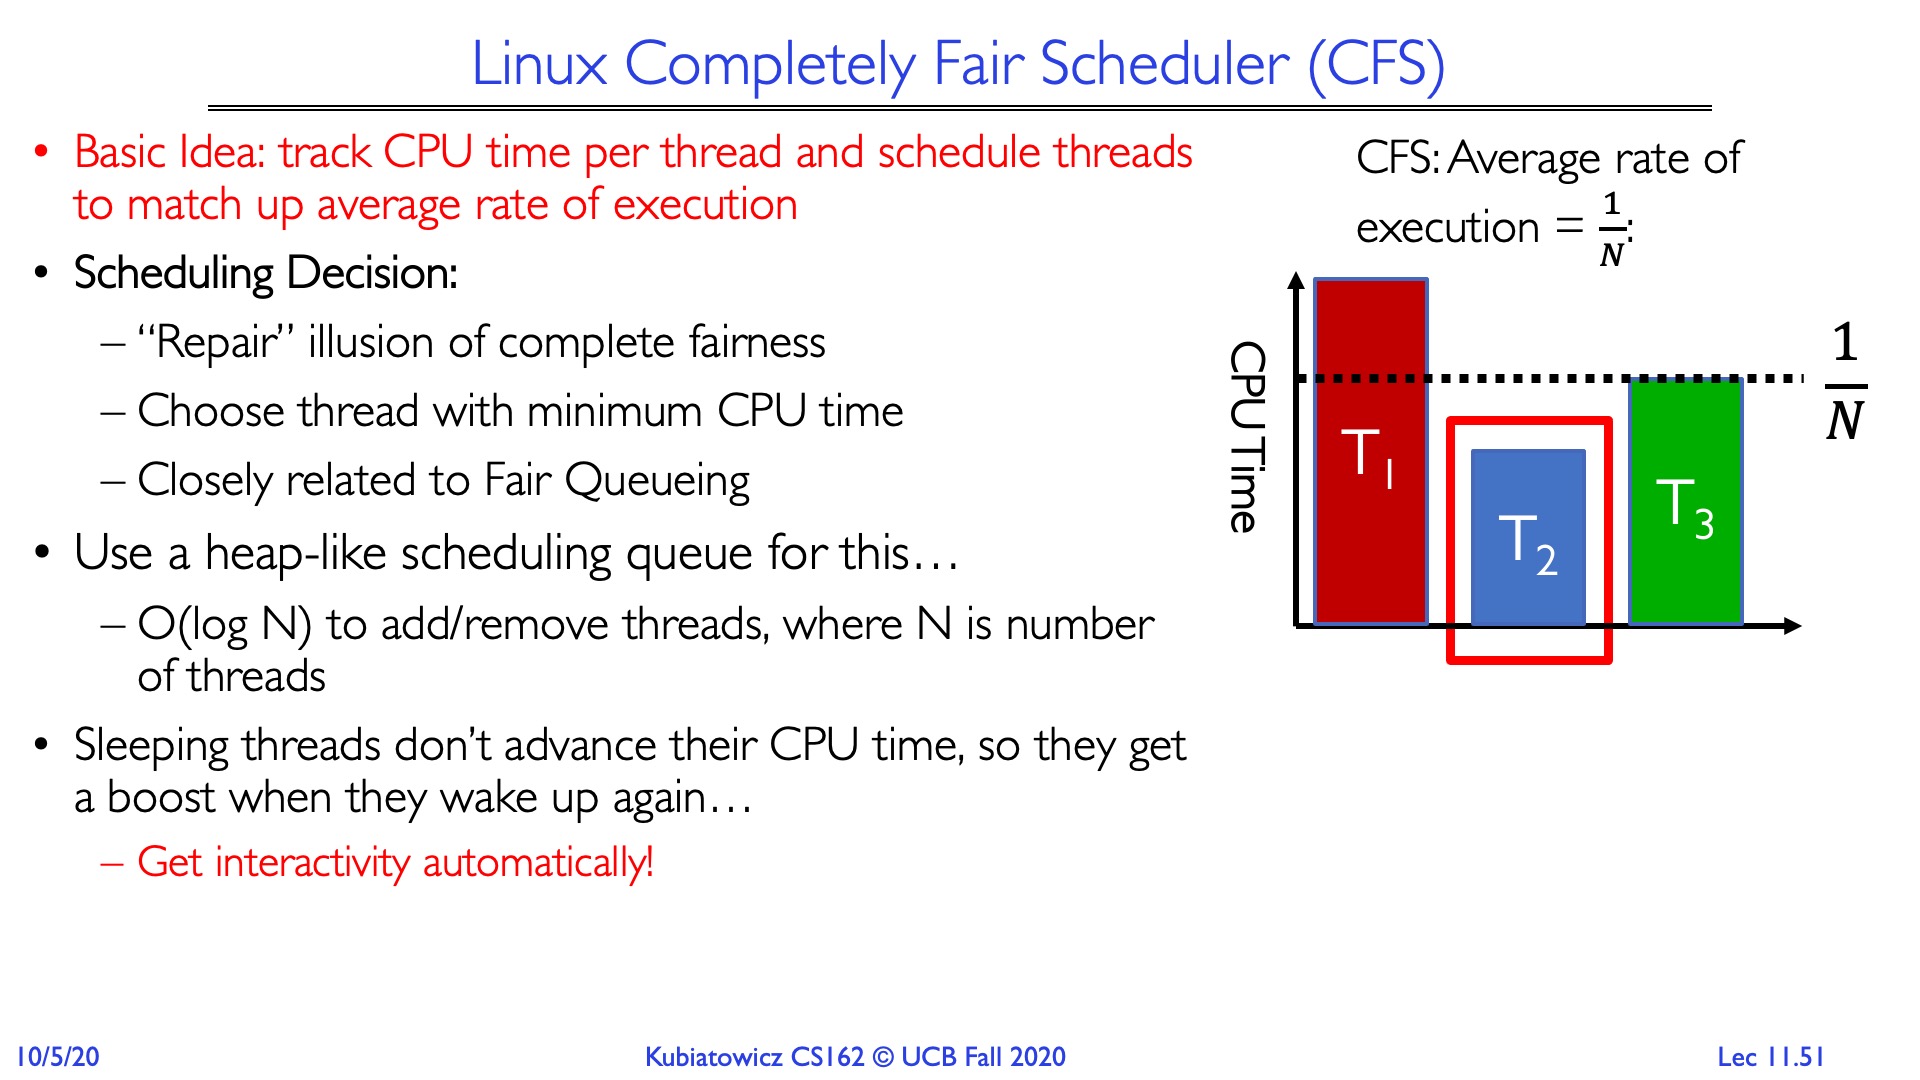 Linux Completely Fair Scheduler (CFS)
• Basic Idea: track CPU time per thread and schedule threads
to match up average rate of execution
• Scheduling Decision:
– “Repair” illusion of complete fairness
– Choose thread with minimum CPU time
– Closely related to Fair Queueing
• Use a heap-like scheduling queue for this…
– O(log N) to add/remove threads, where N is number
of threads
• Sleeping threads don’t advance their CPU time, so they get
a boost when they wake up again…
– Get interactivity automatically!
CFS: Average rate of
execution = 1/N:
CPU Time
T1
T2
T3
1/N
10/5/20
Kubiatowicz CS162 © UCB Fall 2020
Lec 11.51